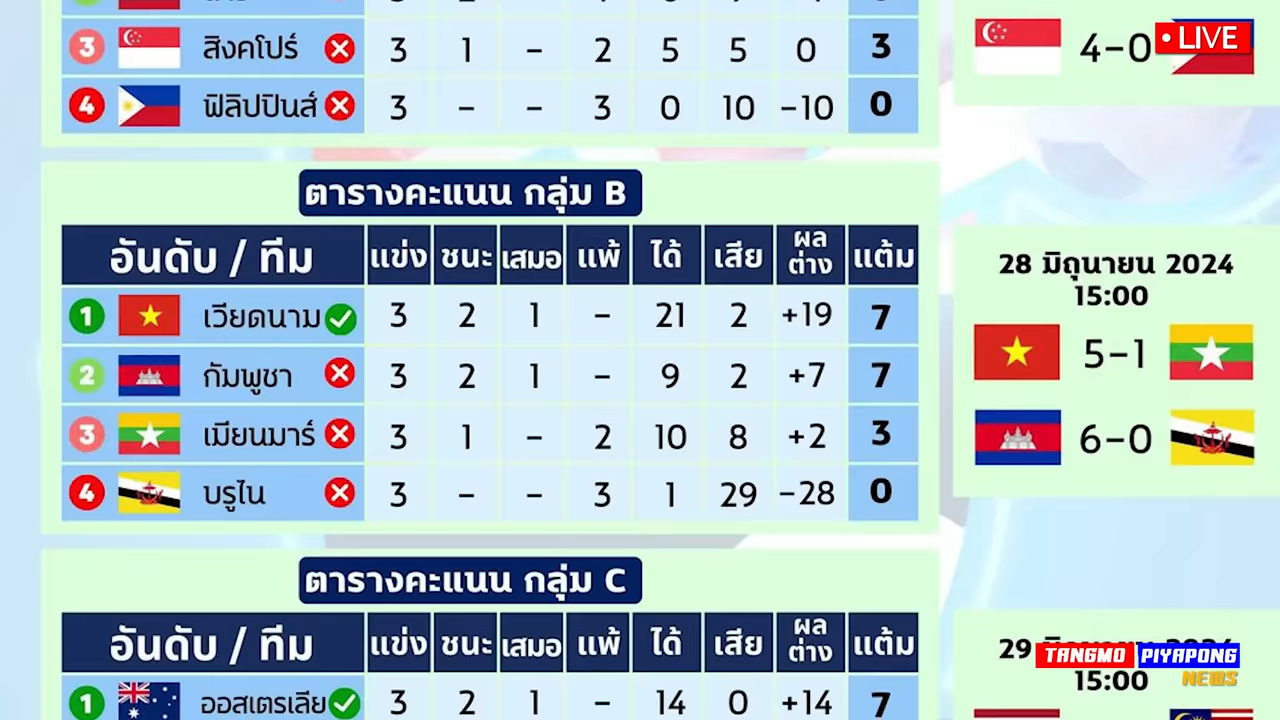 3 สิงคโปร์ 3 1 – 2 5 5 0 3
4 ฟิลิปปินส์ 3 – – 3 0 10 –10 0
4–0
LIVE
ตารางคะแนน กลุ่ม B
อันดับ / ทีม แข่ง ชนะ เสมอ แพ้ ได้ เสีย ผลต่าง แต้ม
1 เวียดนาม 3 2 1 – 21 2 +19 7
2 กัมพูชา 3 2 1 – 9 2 +7 7
3 เมียนมาร์ 3 1 – 2 10 8 +2 3
4 บรูไน 3 – – 3 1 29 –28 0
28 มิถุนายน 2024
15:00
5–1
6–0
ตารางคะแนน กลุ่ม C
อันดับ / ทีม แข่ง ชนะ เสมอ แพ้ ได้ เสีย ผลต่าง แต้ม
1 ออสเตรเลีย 3 2 1 – 14 0 +14 7
29 2024
15:00
TANGMO PIYAPONG
NEWS